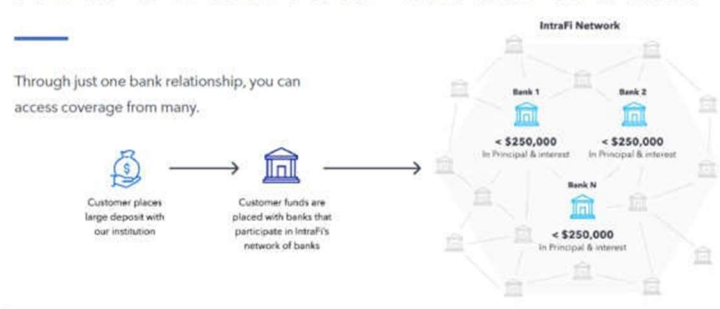 IntraFi Network
Through just one bank relationship, you can
access coverage from many.
Bank 1
Bank 2
< $250,000
< $250,000
In Principal & interest
In Principal & interest
$
Customer places
large deposit with
our institution
Customer funds are
placed with banks that
participate in IntraFi's
network of banks
Bank N
< $250,000
In Principal & interest